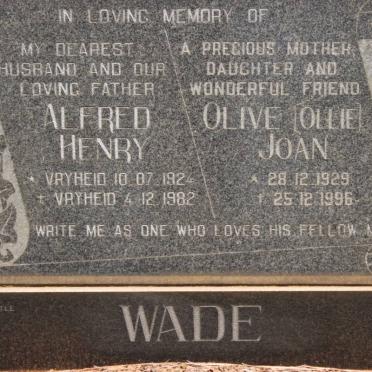 IN LOVING MEMORY OF
MY DEAREST
HUSBAND AND OUR
LOVING FATHER
ALFRED
HENRY
* VRYHEID 10.07.1924
† VRYHEID 4.12.1982
A PRECIOUS MOTHER
DAUGHTER AND
WONDERFUL FRIEND
OLIVE [OLLIE]
JOAN
* 28.12.1929
† 25.12.1996
WRITE ME AS ONE WHO LOVES HIS FELLOW
WADE